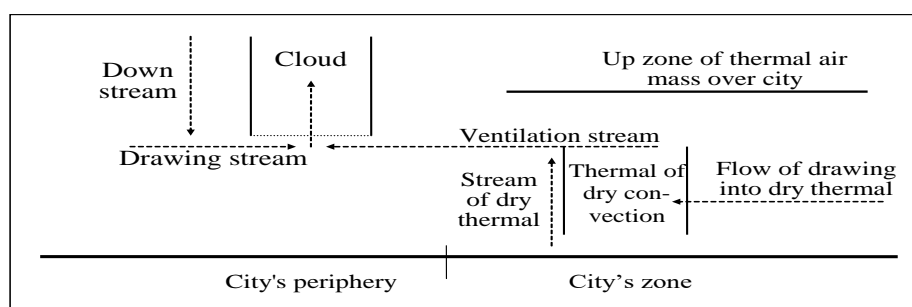 Down
stream
Cloud
Up zone of thermal air
mass over city
Drawing stream
Ventilation stream
Stream
of dry
thermal
Thermal of
dry con-
vection
Flow of drawing
into dry thermal
City's periphery
City’s zone